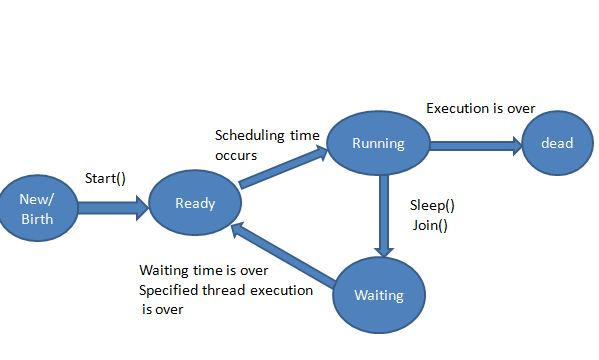 Execution is over
Scheduling time
occurs
Running
dead
Start()
New/
Birth
Ready
Sleep()
Join()
Waiting time is over
Specified thread execution
is over
Waiting